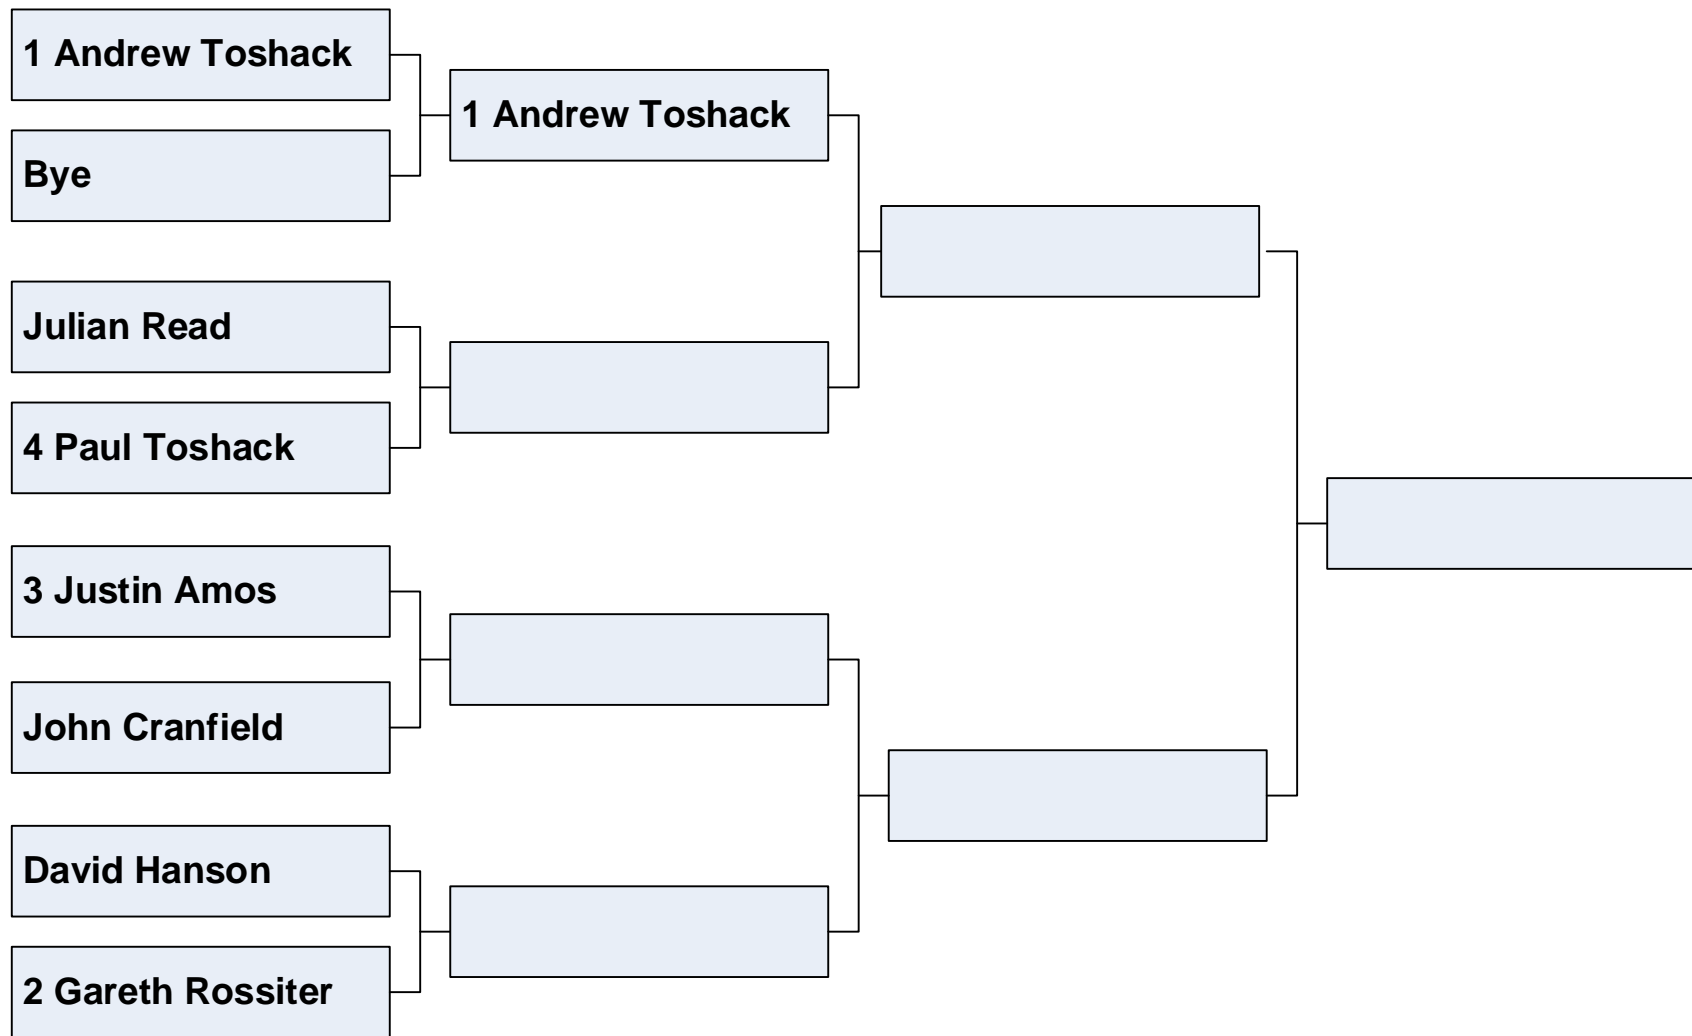 1 Andrew Toshack
Bye
1 Andrew Toshack
Julian Read
4 Paul Toshack
3 Justin Amos
John Cranfield
David Hanson
2 Gareth Rossiter